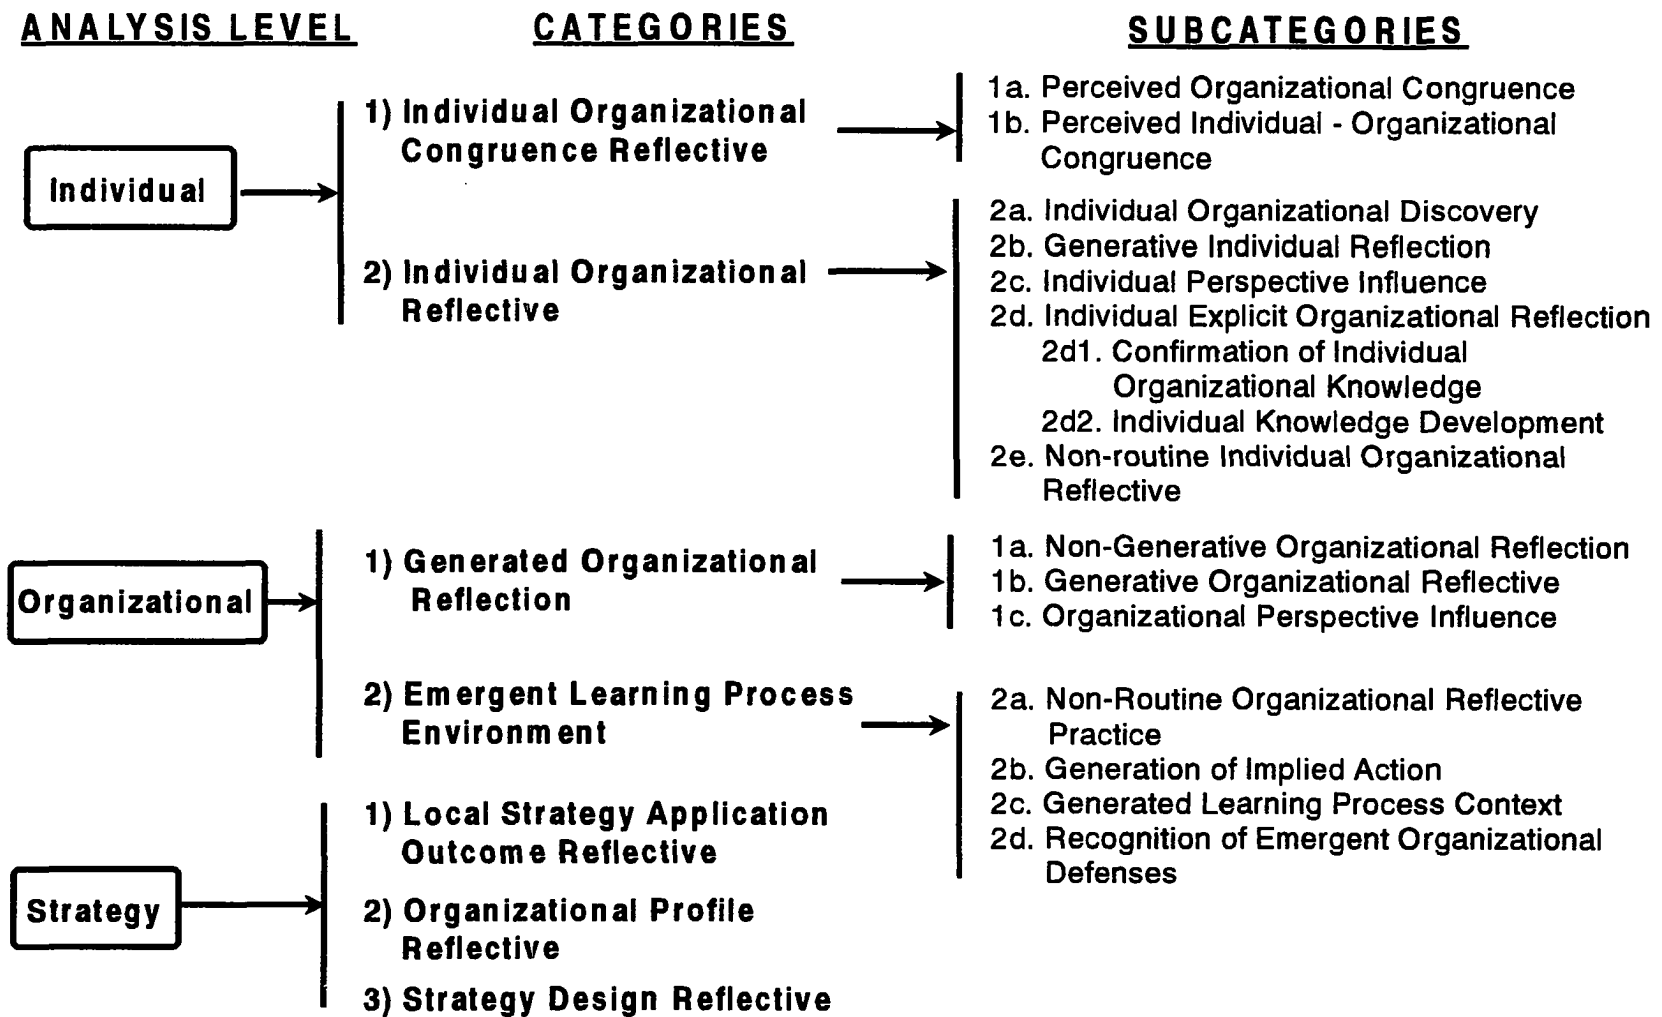 ANALYSIS LEVEL
CATEGORIES
SUBCATEGORIES
Individual
1) Individual Organizational
Congruence Reflective
1a. Perceived Organizational Congruence
1b. Perceived Individual - Organizational
Congruence
2) Individual Organizational
Reflective
2a. Individual Organizational Discovery
2b. Generative Individual Reflection
2c. Individual Perspective Influence
2d. Individual Explicit Organizational Reflection
2d1. Confirmation of Individual
Organizational Knowledge
2d2. Individual Knowledge Development
2e. Non-routine Individual Organizational
Reflective
Organizational
1) Generated Organizational
Reflection
1a. Non-Generative Organizational Reflection
1b. Generative Organizational Reflective
1c. Organizational Perspective Influence
2) Emergent Learning Process
Environment
2a. Non-Routine Organizational Reflective
Practice
2b. Generation of Implied Action
2c. Generated Learning Process Context
2d. Recognition of Emergent Organizational
Defenses
Strategy
1) Local Strategy Application
Outcome Reflective
2) Organizational Profile
Reflective
3) Strategy Design Reflective